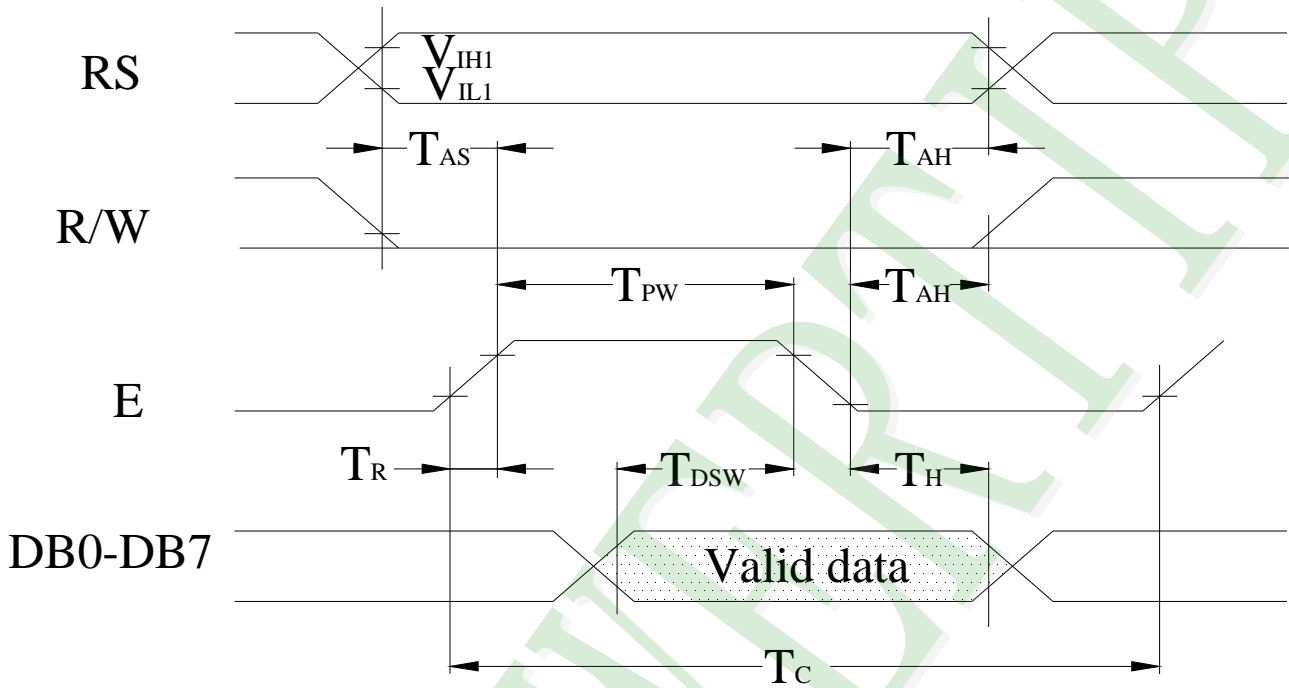 RS
VIH1
VIL1
TAS
TAH
R/W
TPW
TAH
E
TR
TDSW
TH
DB0-DB7
Valid data
TC